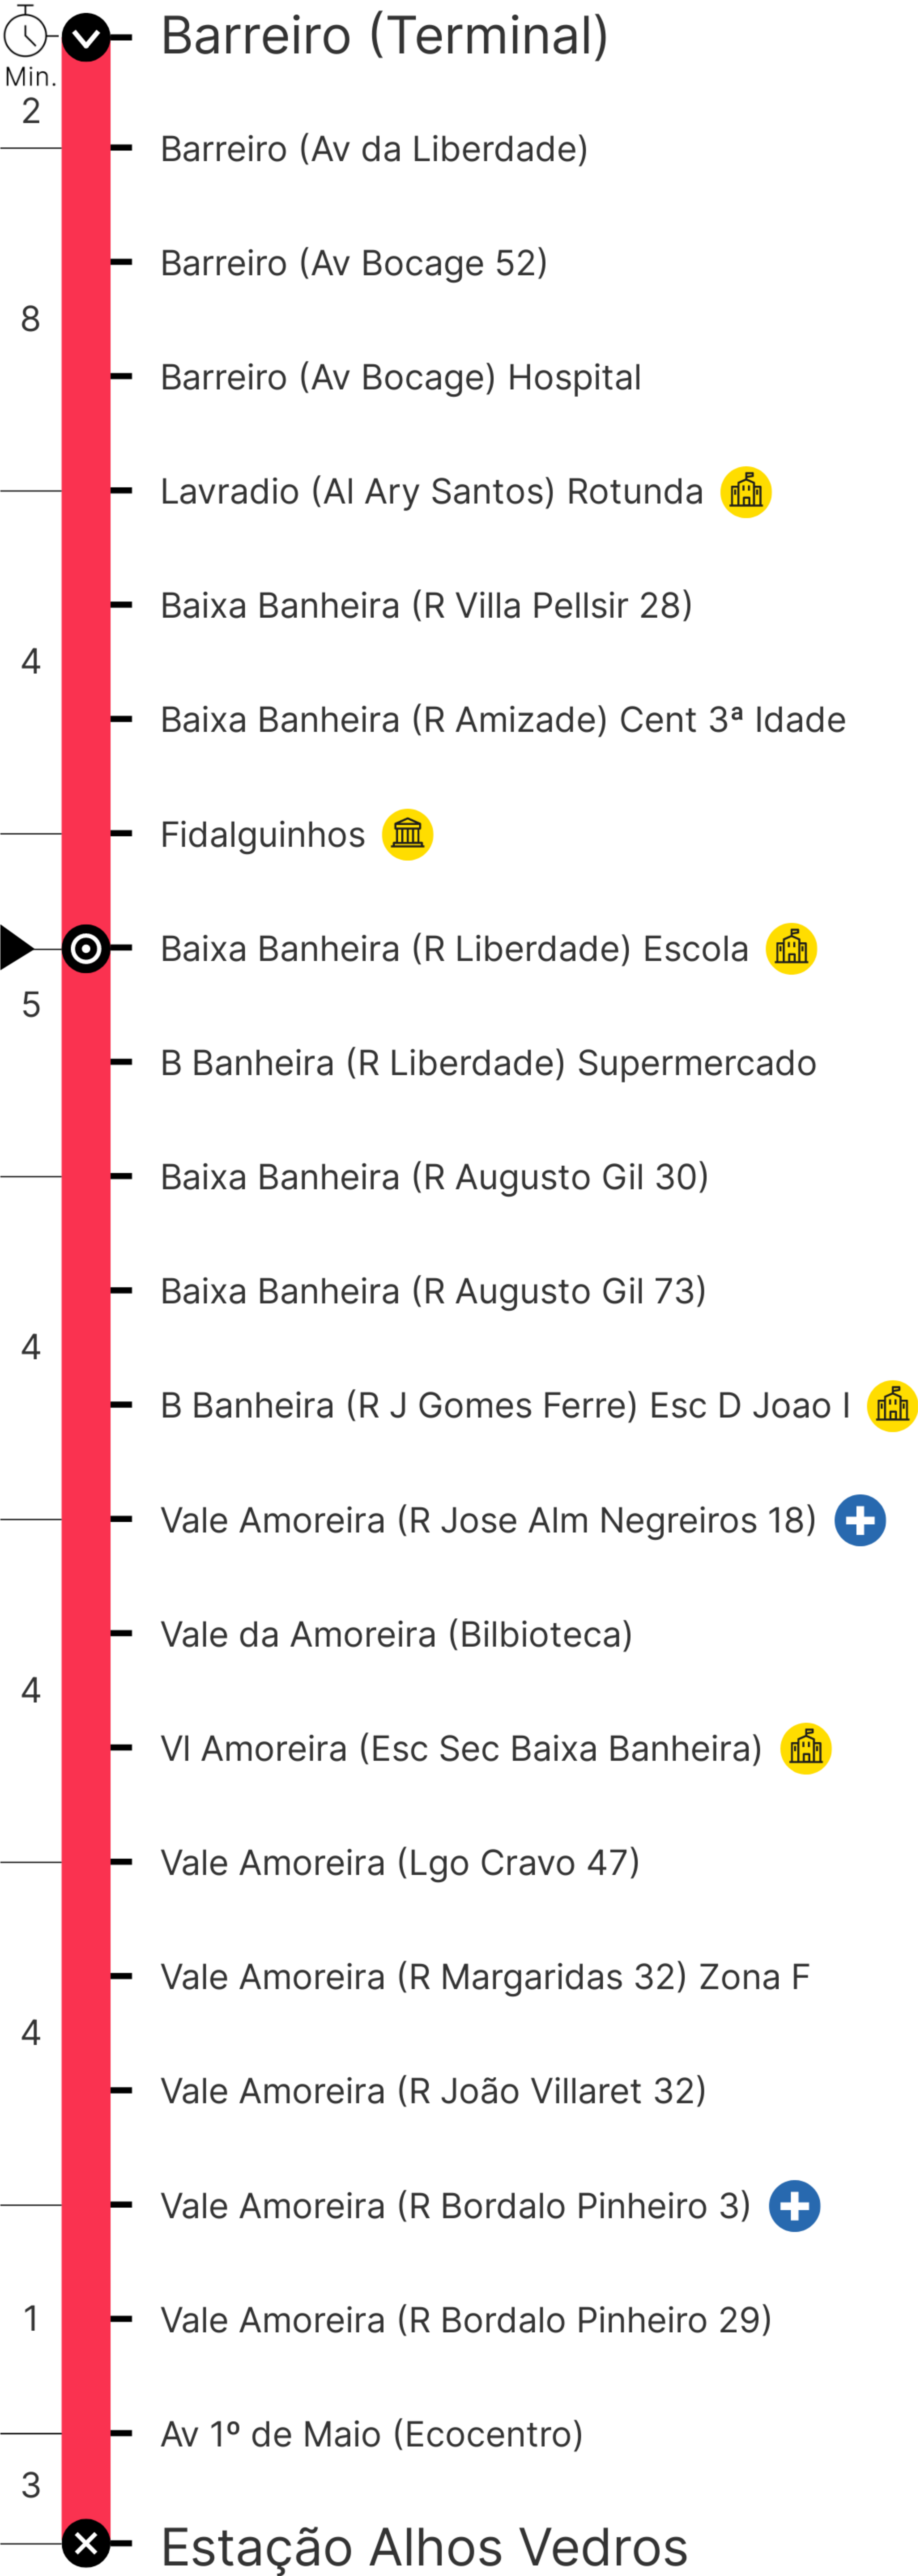 Barreiro (Terminal)
Min.
2
Barreiro (Av da Liberdade)
Barreiro (Av Bocage 52)
8
Barreiro (Av Bocage) Hospital
Lavradio (Al Ary Santos) Rotunda
Baixa Banheira (R Villa Pellsir 28)
4
Baixa Banheira (R Amizade) Cent 3ª Idade
Fidalguinhos
Baixa Banheira (R Liberdade) Escola
5
B Banheira (R Liberdade) Supermercado
Baixa Banheira (R Augusto Gil 30)
Baixa Banheira (R Augusto Gil 73)
4
B Banheira (R J Gomes Ferre) Esc D Joao I
Vale Amoreira (R Jose Alm Negreiros 18)
Vale da Amoreira (Bilbioteca)
4
Vl Amoreira (Esc Sec Baixa Banheira)
Vale Amoreira (Lgo Cravo 47)
Vale Amoreira (R Margaridas 32) Zona F
4
Vale Amoreira (R João Villaret 32)
Vale Amoreira (R Bordalo Pinheiro 3)
1
Vale Amoreira (R Bordalo Pinheiro 29)
Av 1º de Maio (Ecocentro)
3
Estação Alhos Vedros